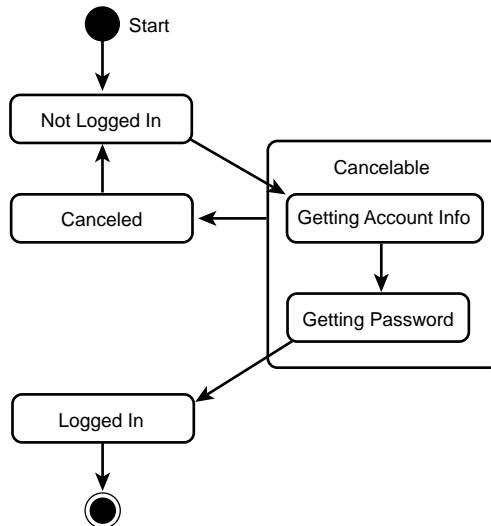 Start
Not Logged In
Cancelable
Canceled
Getting Account Info
Getting Password
Logged In